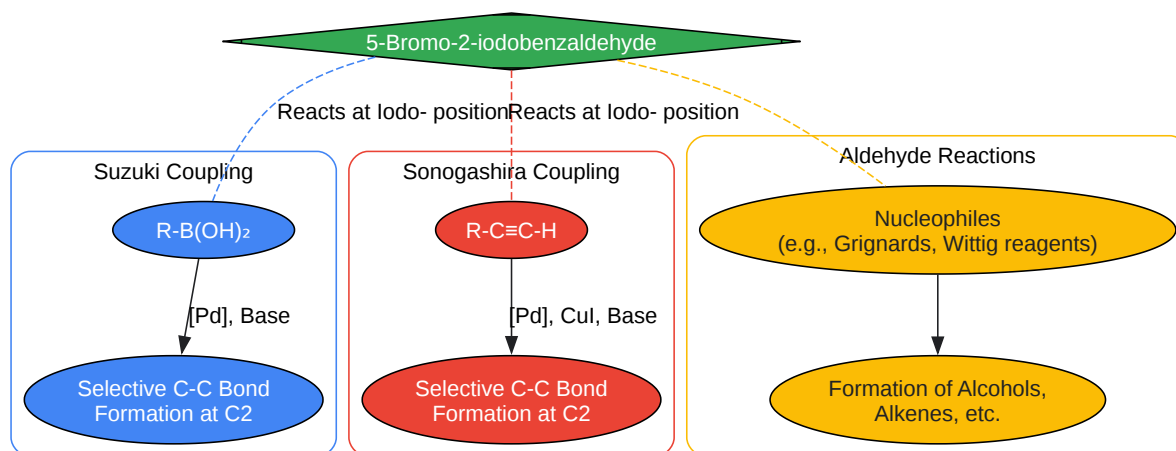 5-Bromo-2-iodobenzaldehyde
Reacts at Iodo- position
Reacts at Iodo- position
Suzuki Coupling
R-B(OH)₂
[Pd], Base
Selective C-C Bond
Formation at C2
Sonogashira Coupling
R-C≡C-H
[Pd], CuI, Base
Selective C-C Bond
Formation at C2
Aldehyde Reactions
Nucleophiles
(e.g., Grignards, Wittig reagents)
Formation of Alcohols,
Alkenes, etc.